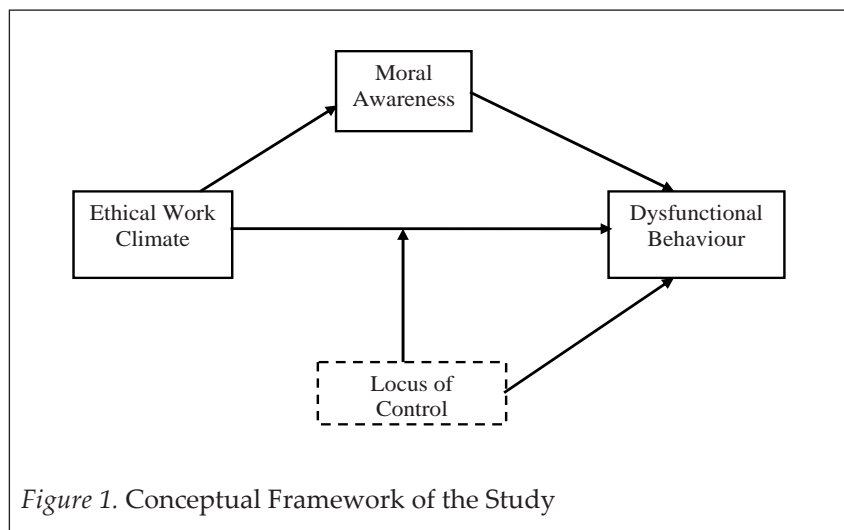 Moral
Awareness
Ethical Work
Climate
Dysfunctional
Behaviour
Locus of
Control
Figure 1. Conceptual Framework of the Study